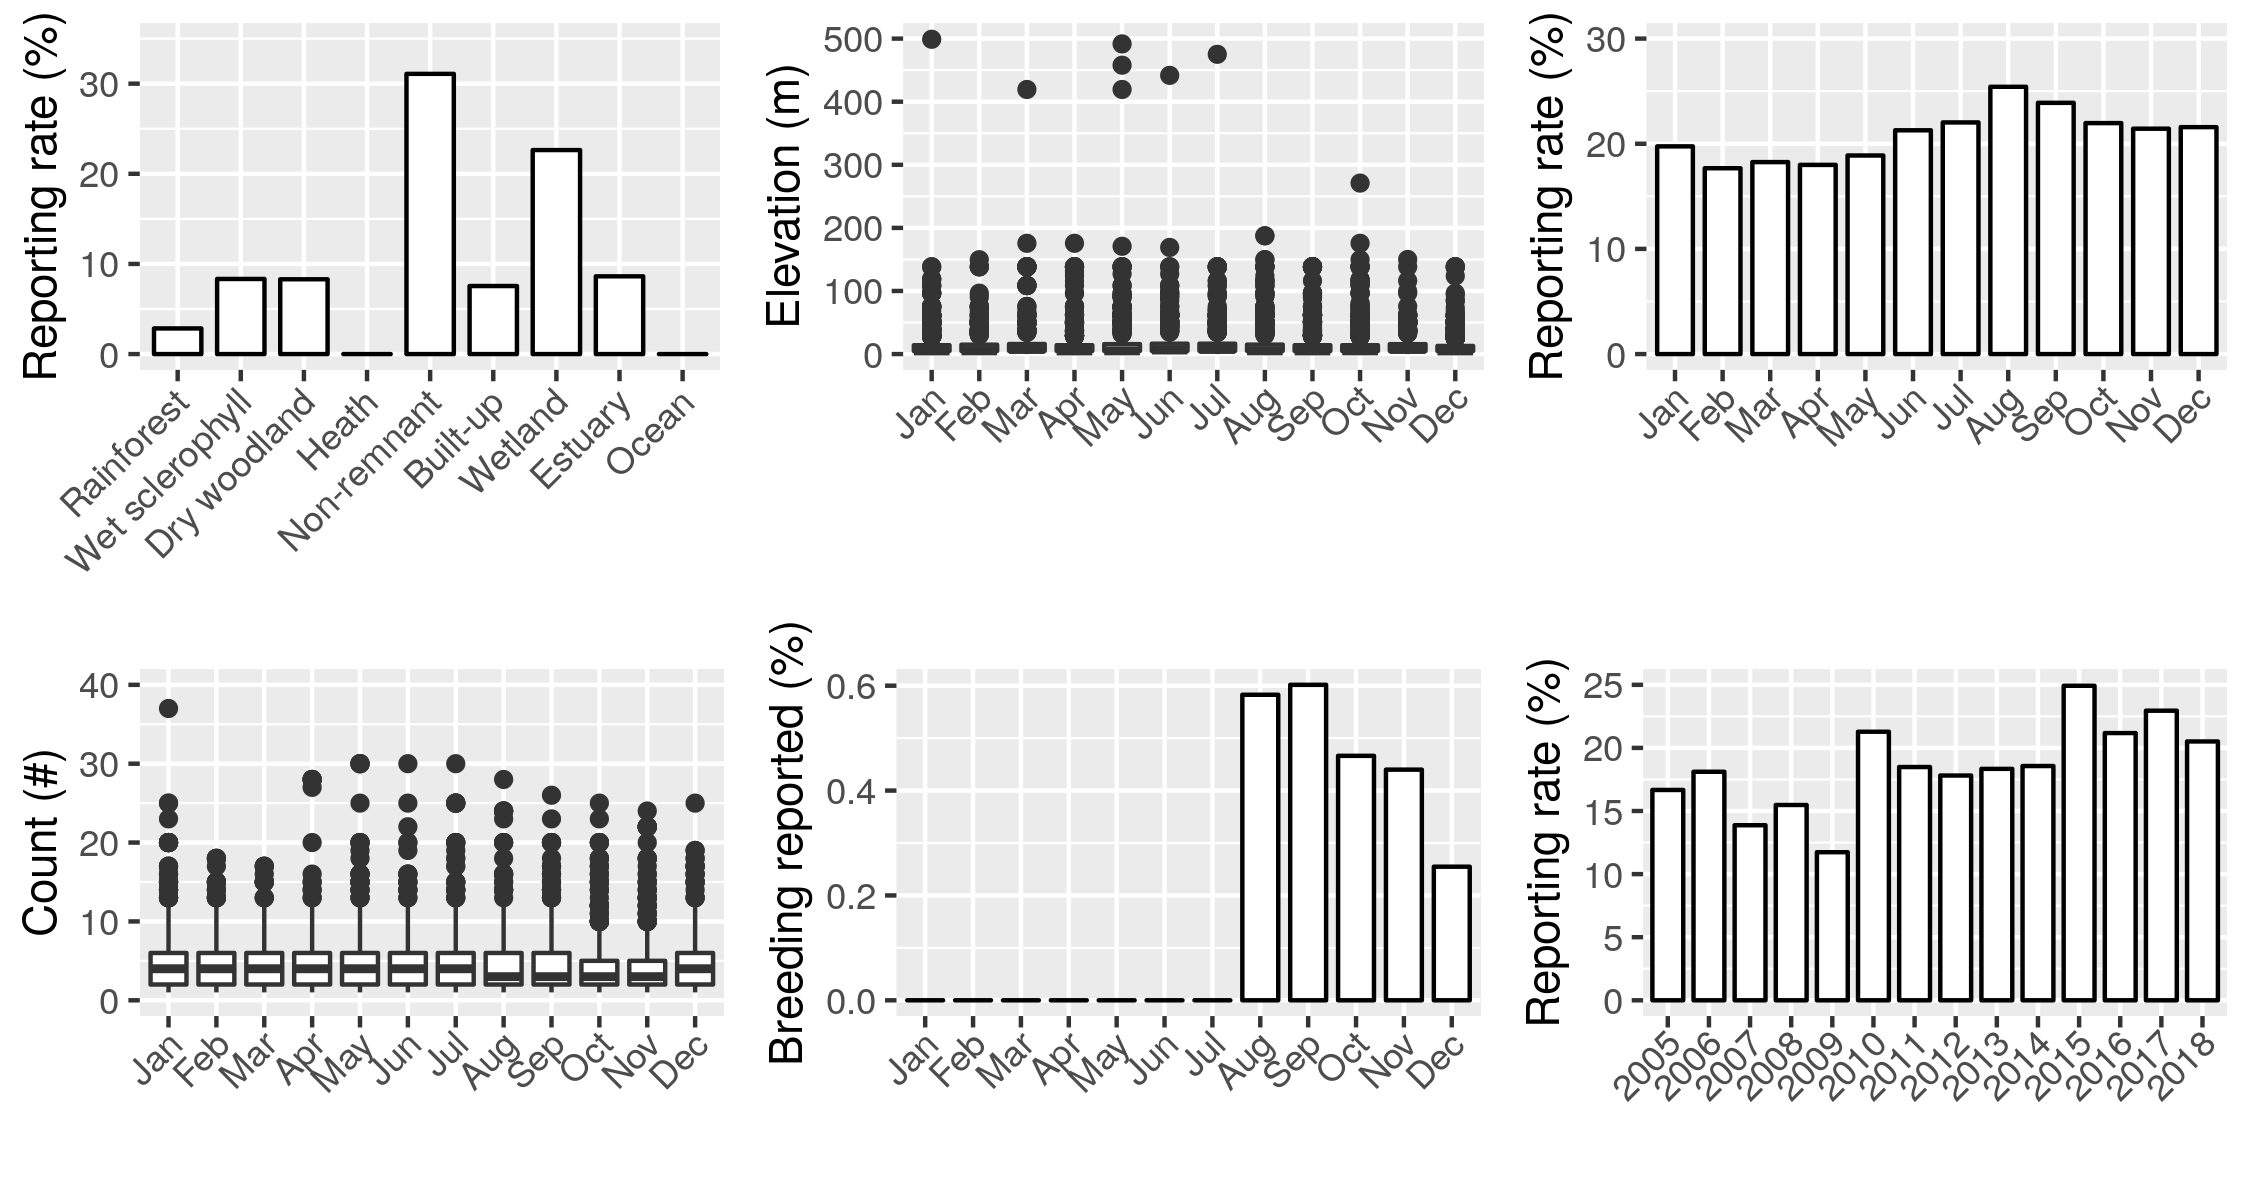 Reporting rate (%)
30
20
10
0
Rainforest
Wet sclerophyll
Dry woodland
Heath
Non-remnant
Built-up
Wetland
Estuary
Ocean
Elevation (m)
500
400
300
200
100
0
Jan
Feb
Mar
Apr
May
Jun
Jul
Aug
Sep
Oct
Nov
Dec
Reporting rate (%)
30
20
10
0
Jan
Feb
Mar
Apr
May
Jun
Jul
Aug
Sep
Oct
Nov
Dec
Count (#)
40
30
20
10
0
Jan
Feb
Mar
Apr
May
Jun
Jul
Aug
Sep
Oct
Nov
Dec
Breeding reported (%)
0.6
0.4
0.2
0.0
Jan
Feb
Mar
Apr
May
Jun
Jul
Aug
Sep
Oct
Nov
Dec
Reporting rate (%)
25
20
15
10
5
0
2005
2006
2007
2008
2009
2010
2011
2012
2013
2014
2015
2016
2017
2018